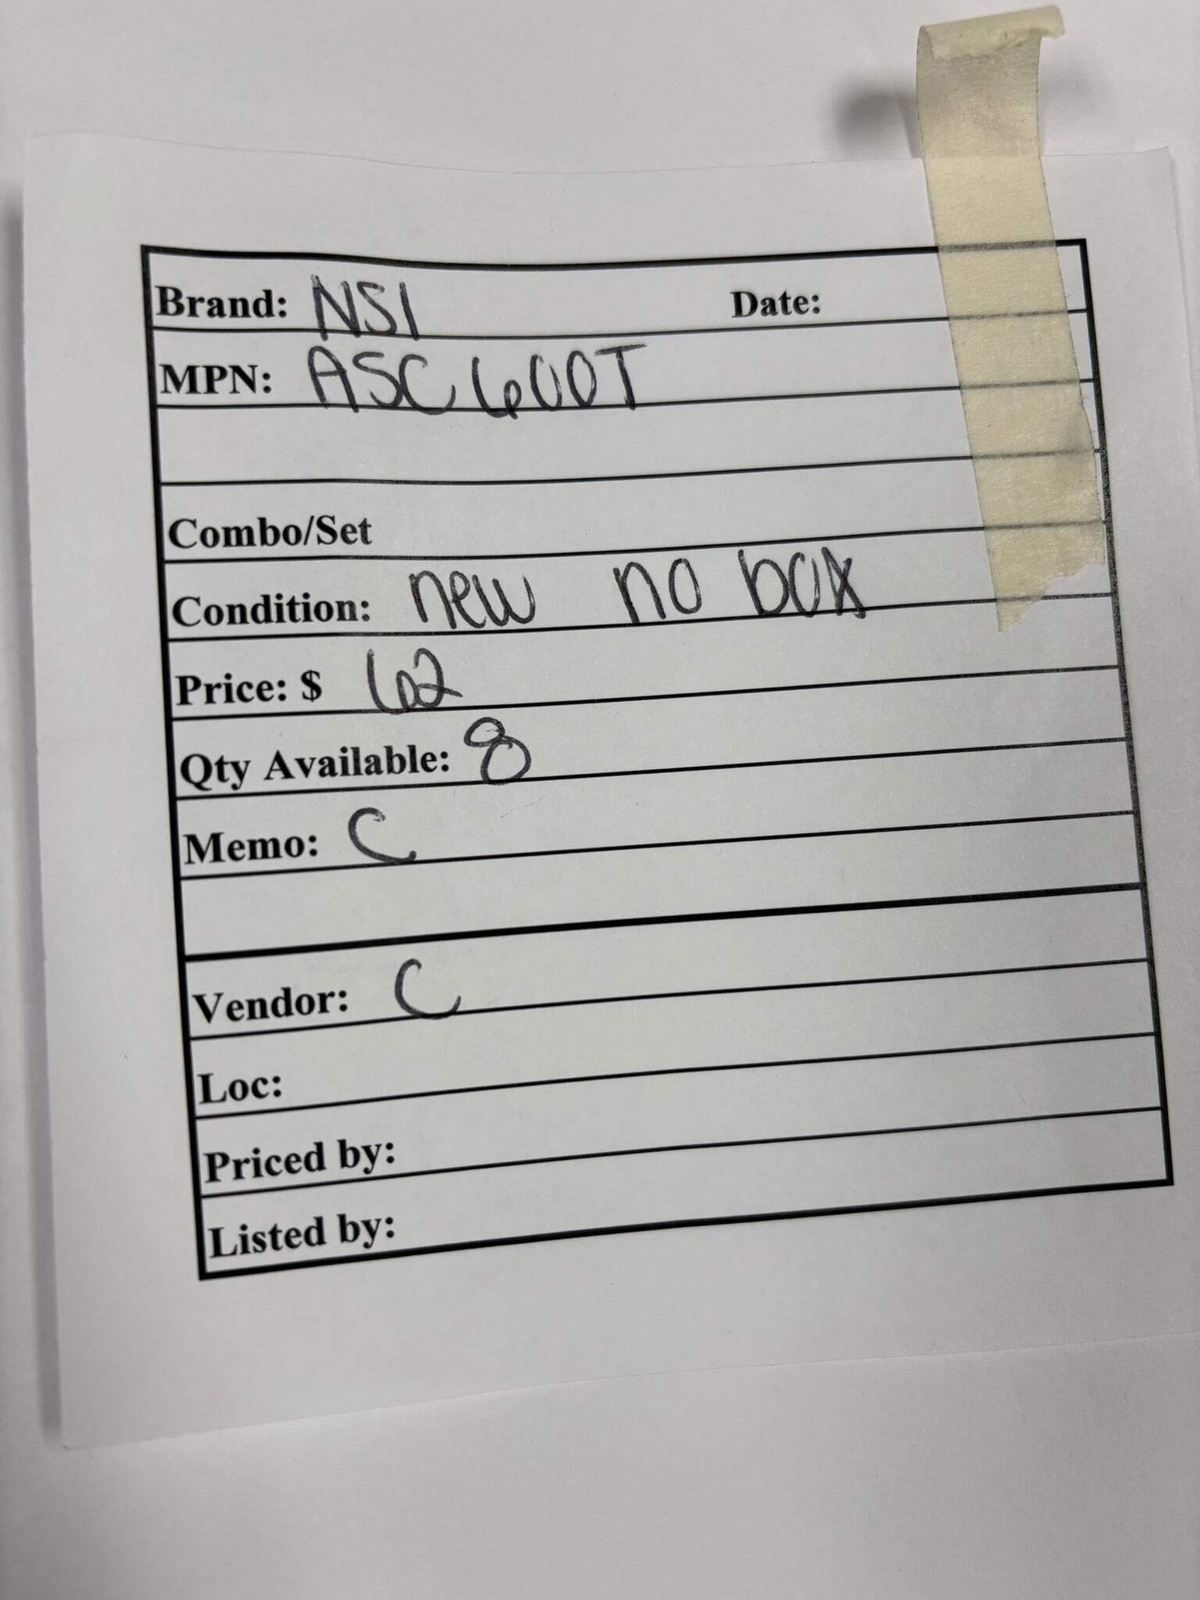 Brand: NSI Date:
MPN: ASC600T
Combo/Set
Condition: new no box
Price: $ 62
Qty Available: 8
Memo: C
Vendor: C
Loc:
Priced by:
Listed by: